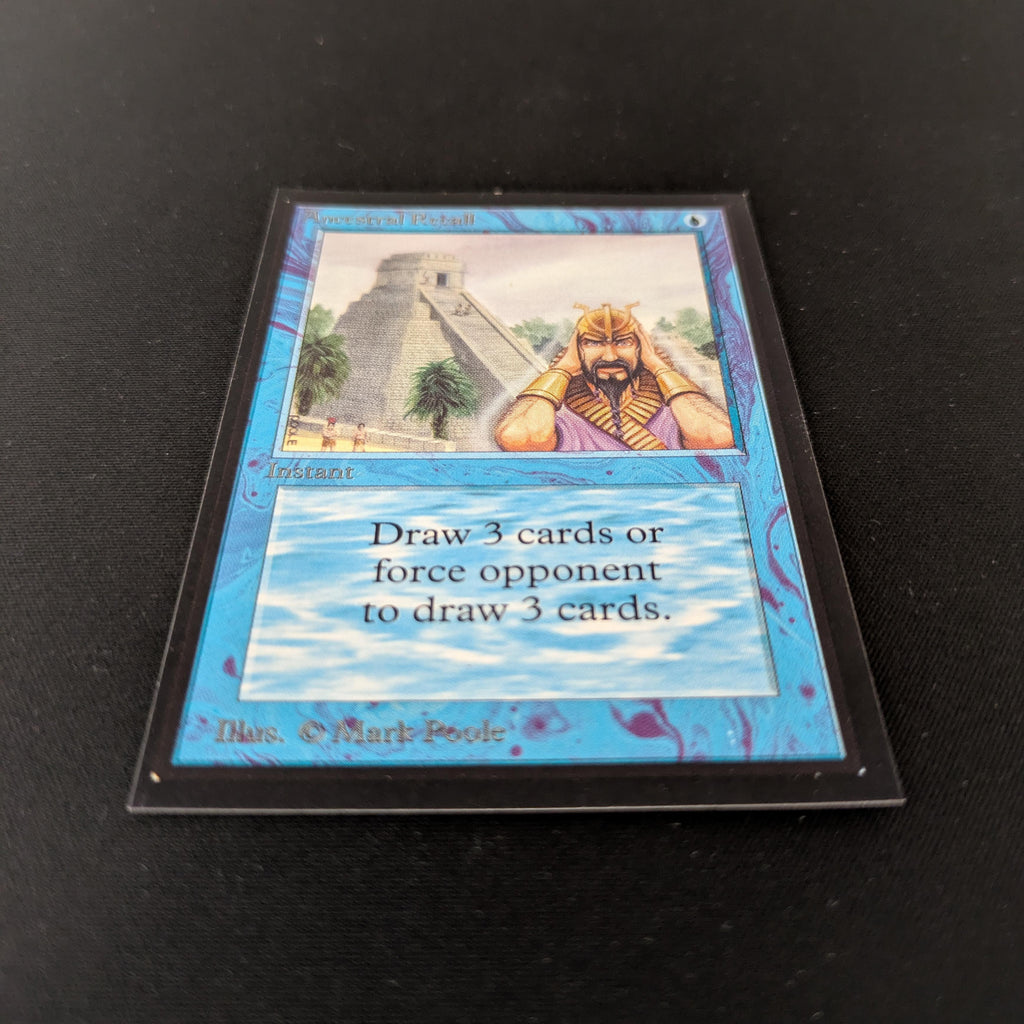 Ancestral Recall
Instant
Draw 3 cards or
force opponent
to draw 3 cards.
Illus. © Mark Poole